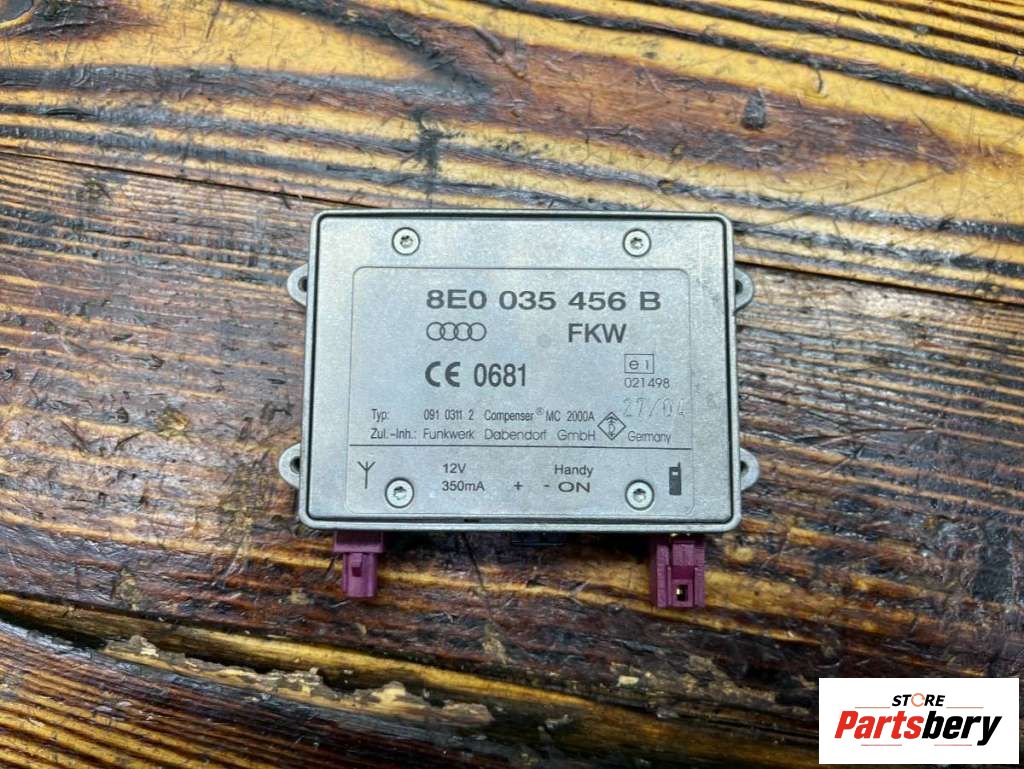 8E0 035 456 B
FKW
CE 0681
e1
021498
27/04
Typ: 091 0311 2 Compenser® MC 2000A
Zul.-Inh.: Funkwerk Dabendorf GmbH Germany
12V Handy
350mA + - ON
STORE
Partsbery